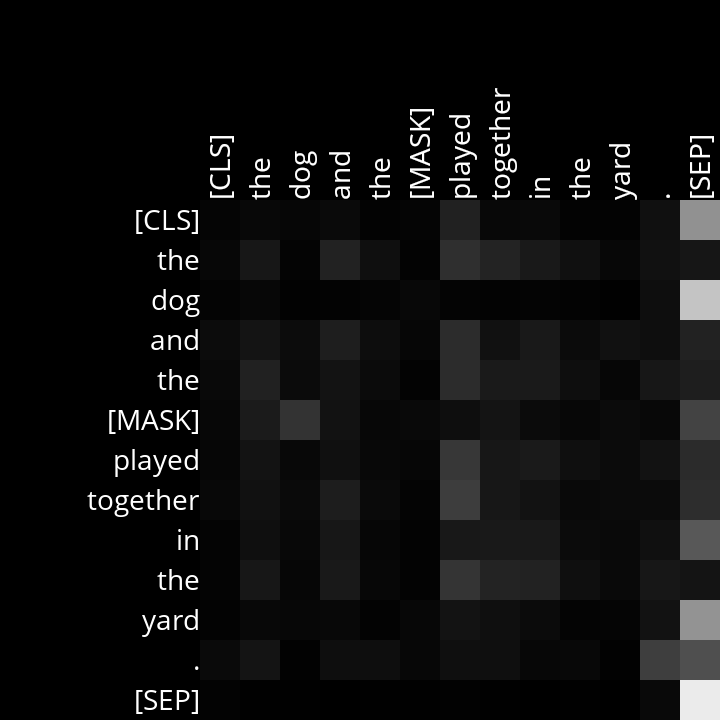 [CLS] the dog and the [MASK] played together in the yard . [SEP]
[CLS]
the
dog
and
the
[MASK]
played
together
in
the
yard
.
[SEP]